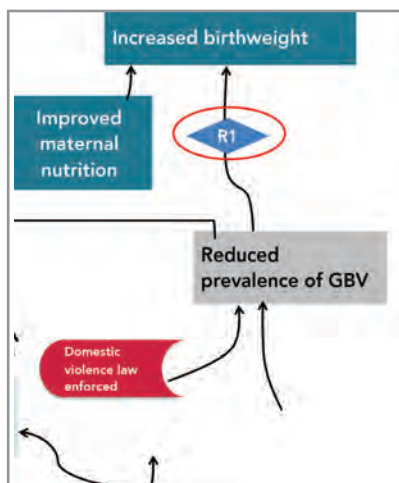 Increased birthweight
Improved
maternal
nutrition
R1
Reduced
prevalence of GBV
Domestic
violence law
enforced